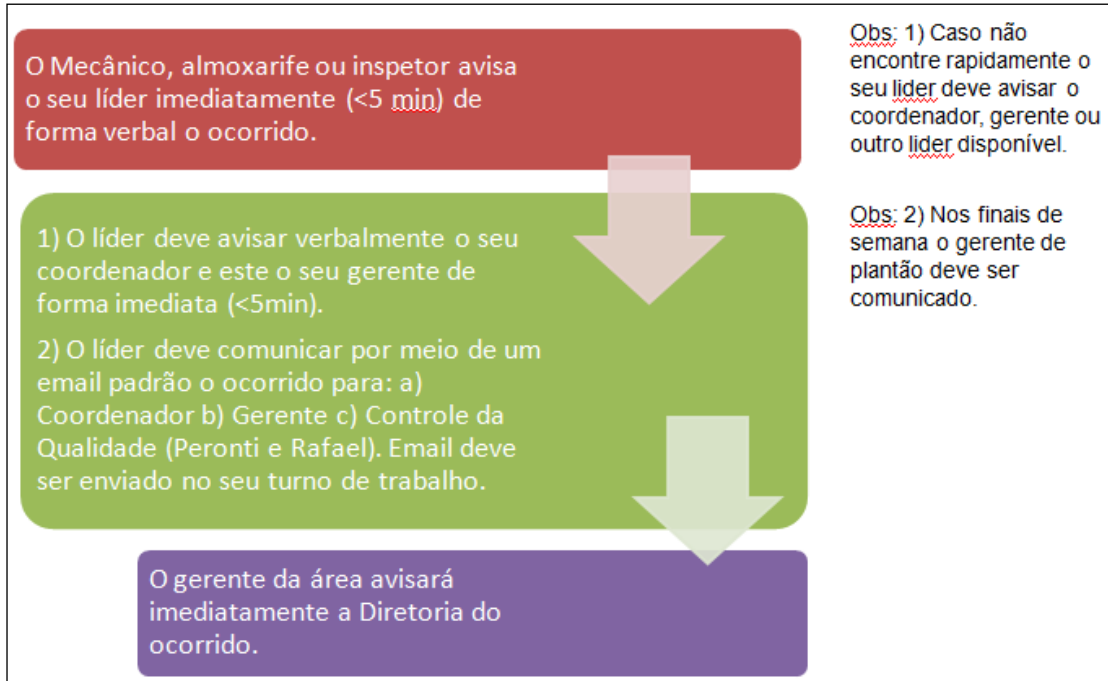 O Mecânico, almoxarife ou inspetor avisa
o seu líder imediatamente (<5 min) de
forma verbal o ocorrido.
1) O líder deve avisar verbalmente o seu
coordenador e este o seu gerente de
forma imediata (<5min).
2) O líder deve comunicar por meio de um
email padrão o ocorrido para: a)
Coordenador b) Gerente c) Controle da
Qualidade (Peronti e Rafael). Email deve
ser enviado no seu turno de trabalho.
O gerente da área avisará
imediatamente a Diretoria do
ocorrido.
Obs: 1) Caso não
encontre rapidamente o
seu lider deve avisar o
coordenador, gerente ou
outro lider disponível.
Obs: 2) Nos finais de
semana o gerente de
plantão deve ser
comunicado.